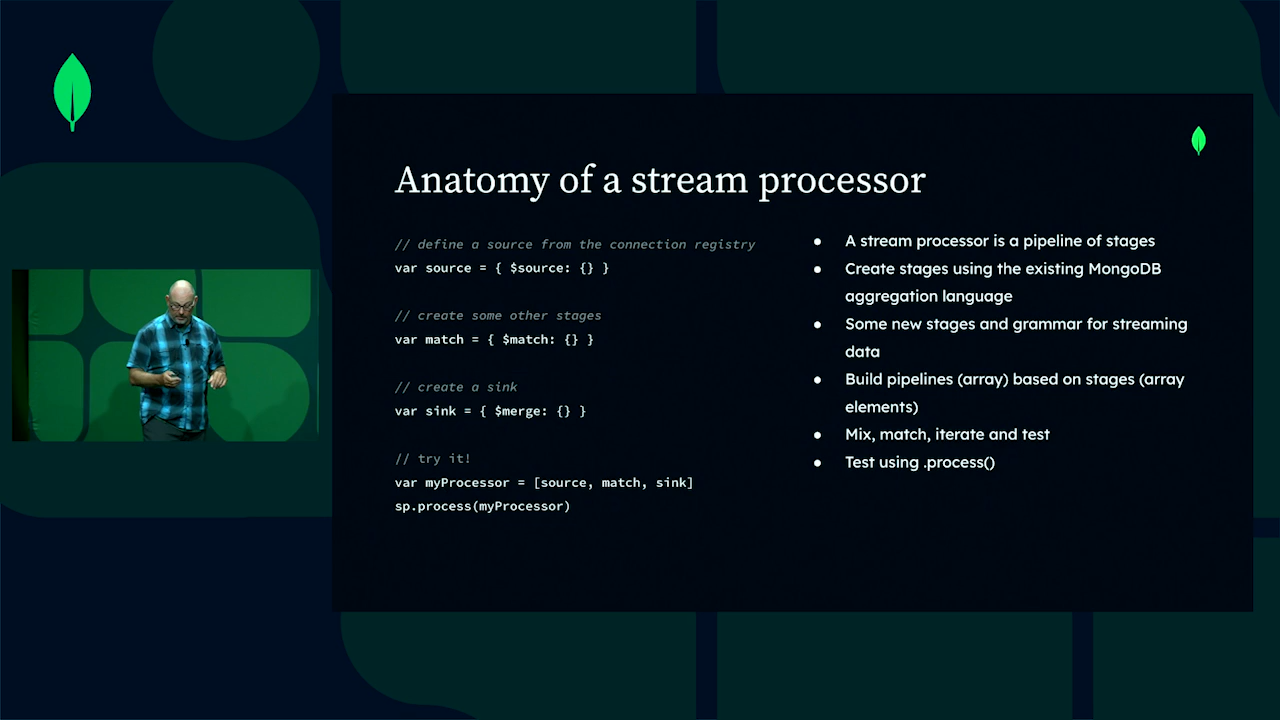 Anatomy of a stream processor
// define a source from the connection registry
var source = { $source: {} }
// create some other stages
var match = { $match: {} }
// create a sink
var sink = { $merge: {} }
// try it!
var myProcessor = [source, match, sink]
sp.process(myProcessor)
● A stream processor is a pipeline of stages
● Create stages using the existing MongoDB
aggregation language
● Some new stages and grammar for streaming
data
● Build pipelines (array) based on stages (array
elements)
● Mix, match, iterate and test
● Test using .process()